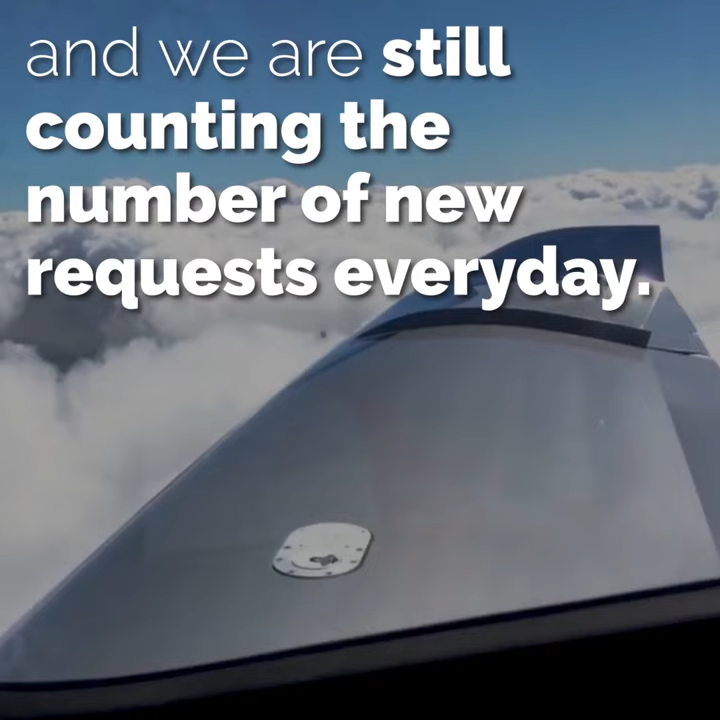 and we are still
counting the
number of new
requests everyday.